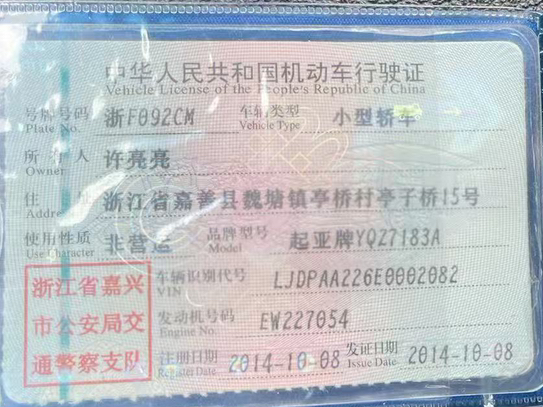 中华人民共和国机动车行驶证
Vehicle License of the People's Republic of China
号牌号码 浙F092CM 车辆类型 小型轿车
Plate No. Vehicle Type
所有人 许亮亮
Owner
住 浙江省嘉善县魏塘镇亭桥村亭子桥15号
Address
使用性质 非营运 品牌型号 起亚牌YQZ7183A
Use Character Model
浙江省嘉兴
市公安局交
通警察支队
车辆识别代号 LJDPAA226E0002082
VIN
发动机号码 EW227054
Engine No.
注册日期 2014-10-08 发证日期 2014-10-08
Register Date Issue Date